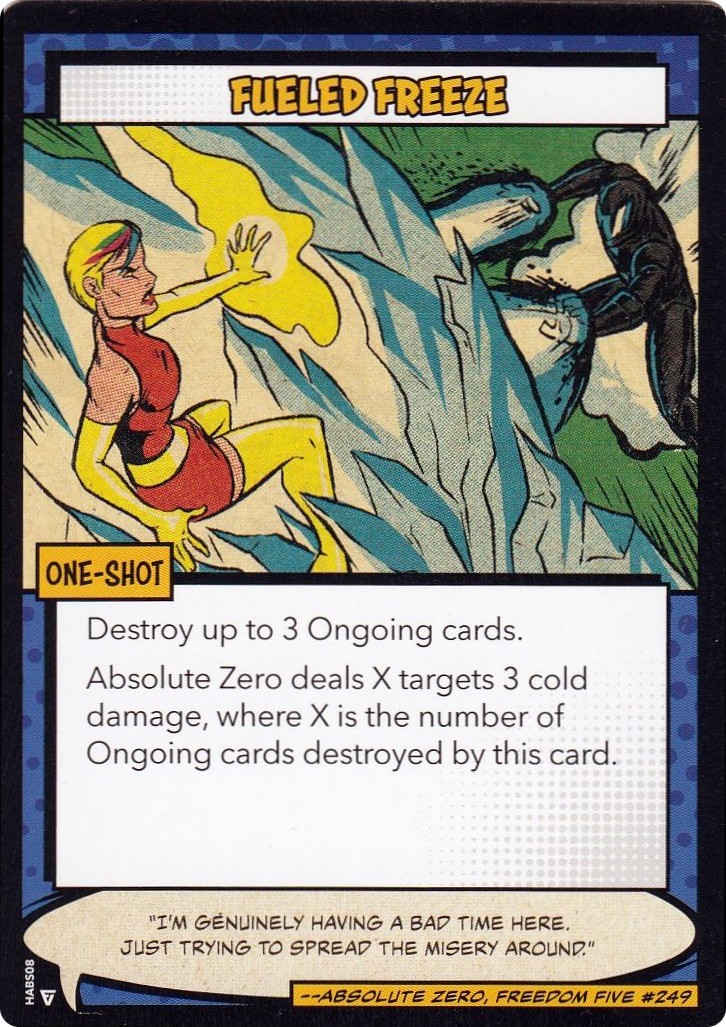 FUELED FREEZE
ONE-SHOT
Destroy up to 3 Ongoing cards.
Absolute Zero deals X targets 3 cold
damage, where X is the number of
Ongoing cards destroyed by this card.
"I'M GENUINELY HAVING A BAD TIME HERE.
JUST TRYING TO SPREAD THE MISERY AROUND."
--ABSOLUTE ZERO, FREEDOM FIVE #249
HABS08